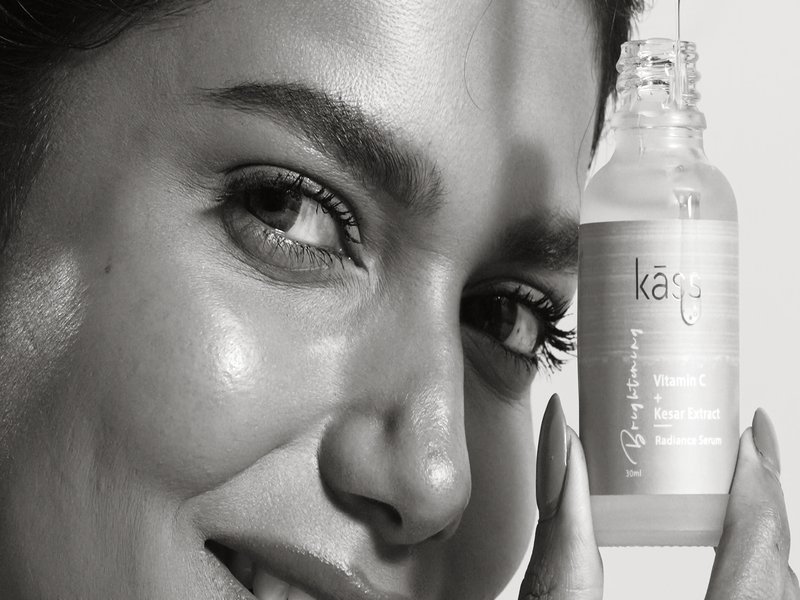 kāss
Brightening
Vitamin C
+
Kesar Extract
Radiance Serum
30ml